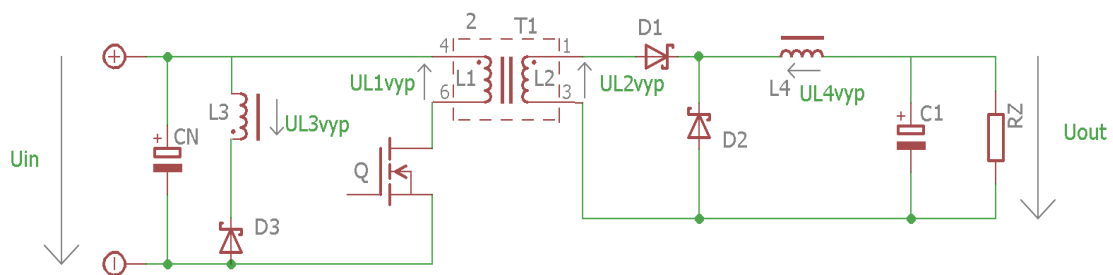 2
T1
D1
4
1
UL1vyp
L1
L2
UL2vyp
L4
UL4vyp
6
3
L3
UL3vyp
+
CN
Uin
Q
D2
+
C1
RZ
Uout
D3